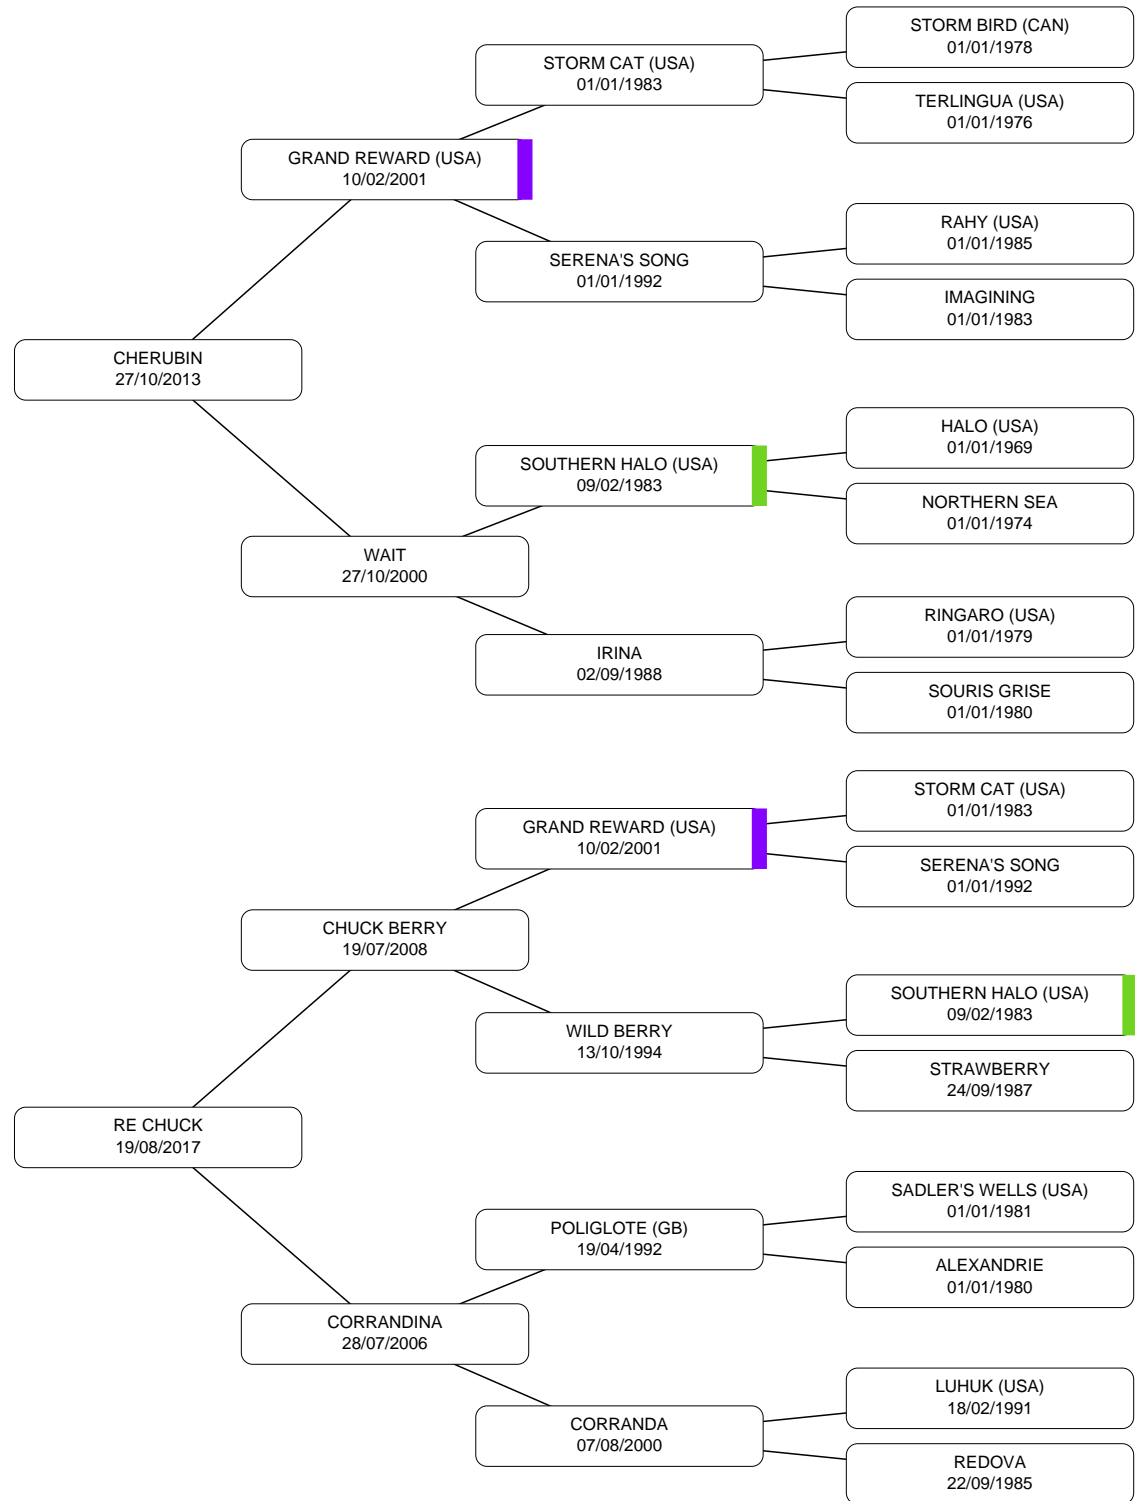 STORM BIRD (CAN)
01/01/1978
STORM CAT (USA)
01/01/1983
TERLINGUA (USA)
01/01/1976
GRAND REWARD (USA)
10/02/2001
RAHY (USA)
01/01/1985
SERENA'S SONG
01/01/1992
IMAGINING
01/01/1983
CHERUBIN
27/10/2013
HALO (USA)
01/01/1969
SOUTHERN HALO (USA)
09/02/1983
NORTHERN SEA
01/01/1974
WAIT
27/10/2000
RINGARO (USA)
01/01/1979
IRINA
02/09/1988
SOURIS GRISE
01/01/1980
STORM CAT (USA)
01/01/1983
GRAND REWARD (USA)
10/02/2001
SERENA'S SONG
01/01/1992
CHUCK BERRY
19/07/2008
SOUTHERN HALO (USA)
09/02/1983
WILD BERRY
13/10/1994
STRAWBERRY
24/09/1987
RE CHUCK
19/08/2017
SADLER'S WELLS (USA)
01/01/1981
POLIGLOTE (GB)
19/04/1992
ALEXANDRIE
01/01/1980
CORRANDINA
28/07/2006
LUHUK (USA)
18/02/1991
CORRANDA
07/08/2000
REDOVA
22/09/1985